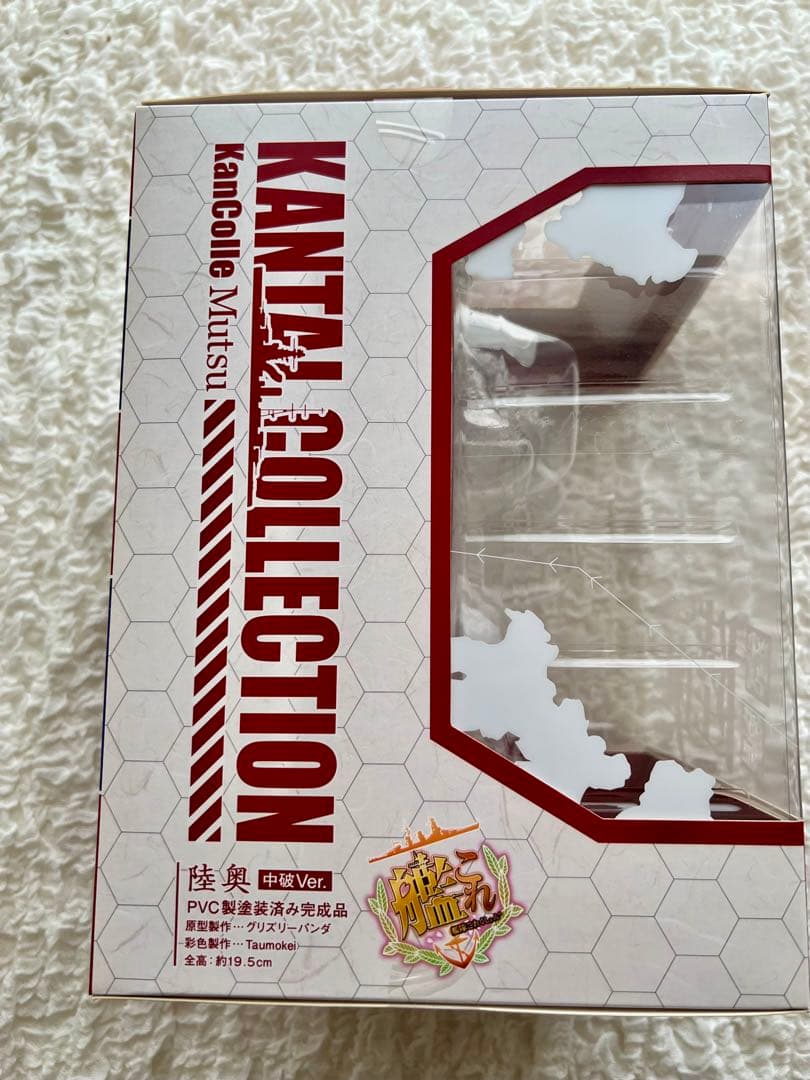 KANTAI COLLECTION
KanColle Mutsu
陸奥 中破Ver.
PVC製塗装済み完成品
原型製作…グリズリーパンダ
彩色製作…Taumokei
全高：約19.5cm
艦これ